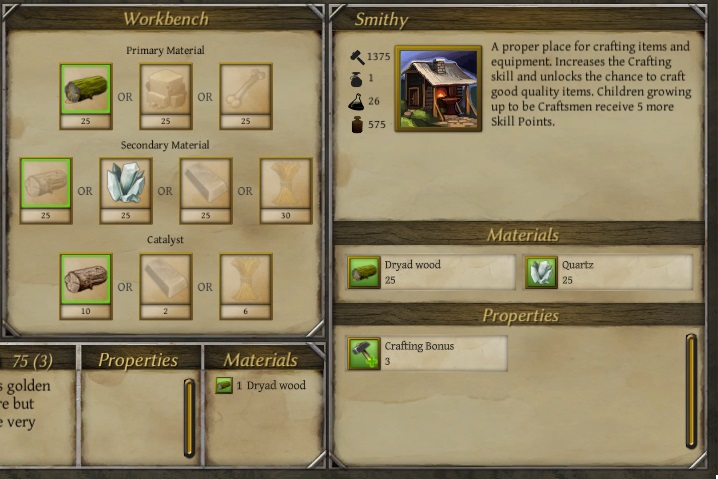 Workbench
Primary Material
OR OR
25 25 25
Secondary Material
OR OR OR
25 25 25 30
Catalyst
OR OR
10 2 6
75 (3)
s golden
re but
e very
Properties
Materials
1 Dryad wood
Smithy
1375
1
26
575
A proper place for crafting items and
equipment. Increases the Crafting
skill and unlocks the chance to craft
good quality items. Children growing
up to be Craftsmen receive 5 more
Skill Points.
Materials
Dryad wood
25
Quartz
25
Properties
Crafting Bonus
3